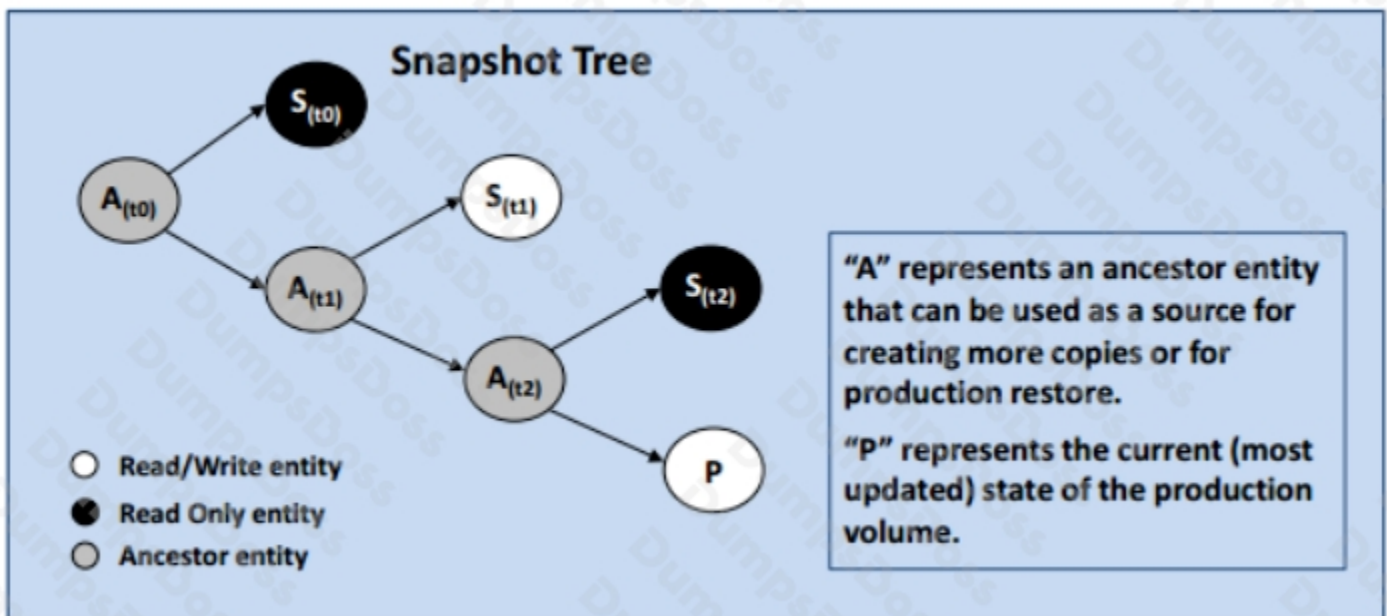 Snapshot Tree
S(t0)
A(t0)
S(t1)
A(t1)
S(t2)
A(t2)
P
Read/Write entity
Read Only entity
Ancestor entity
“A” represents an ancestor entity
that can be used as a source for
creating more copies or for
production restore.
“P” represents the current (most
updated) state of the production
volume.
DumpsDoss